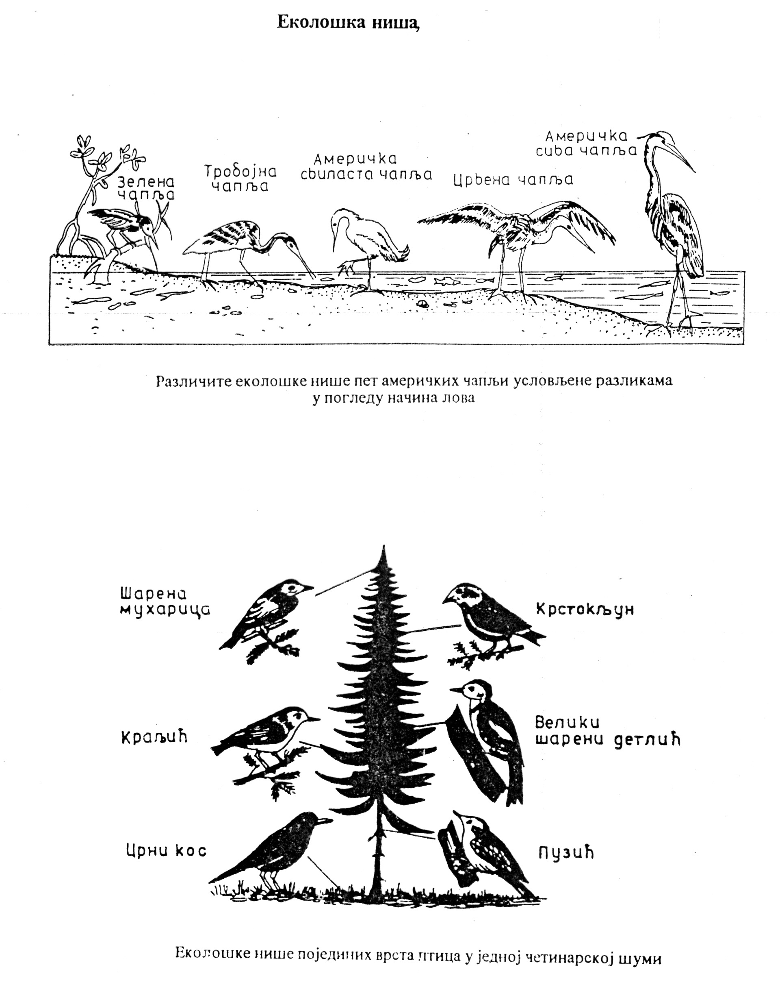 Еколошка ниша,
Америчка
сива чапља
Америчка
свиласта чапља
Тробојна
чапља
Црвена чапља
Зелена
чапља
Различите еколошке нише пет америчких чапљи условљене разликама
у погледу начина лова
Шарена
мухарица
Крстокљун
Краљић
Велики
шарени детлић
Црни кос
Пузић
Еколошке нише појединих врста птица у једној четинарској шуми